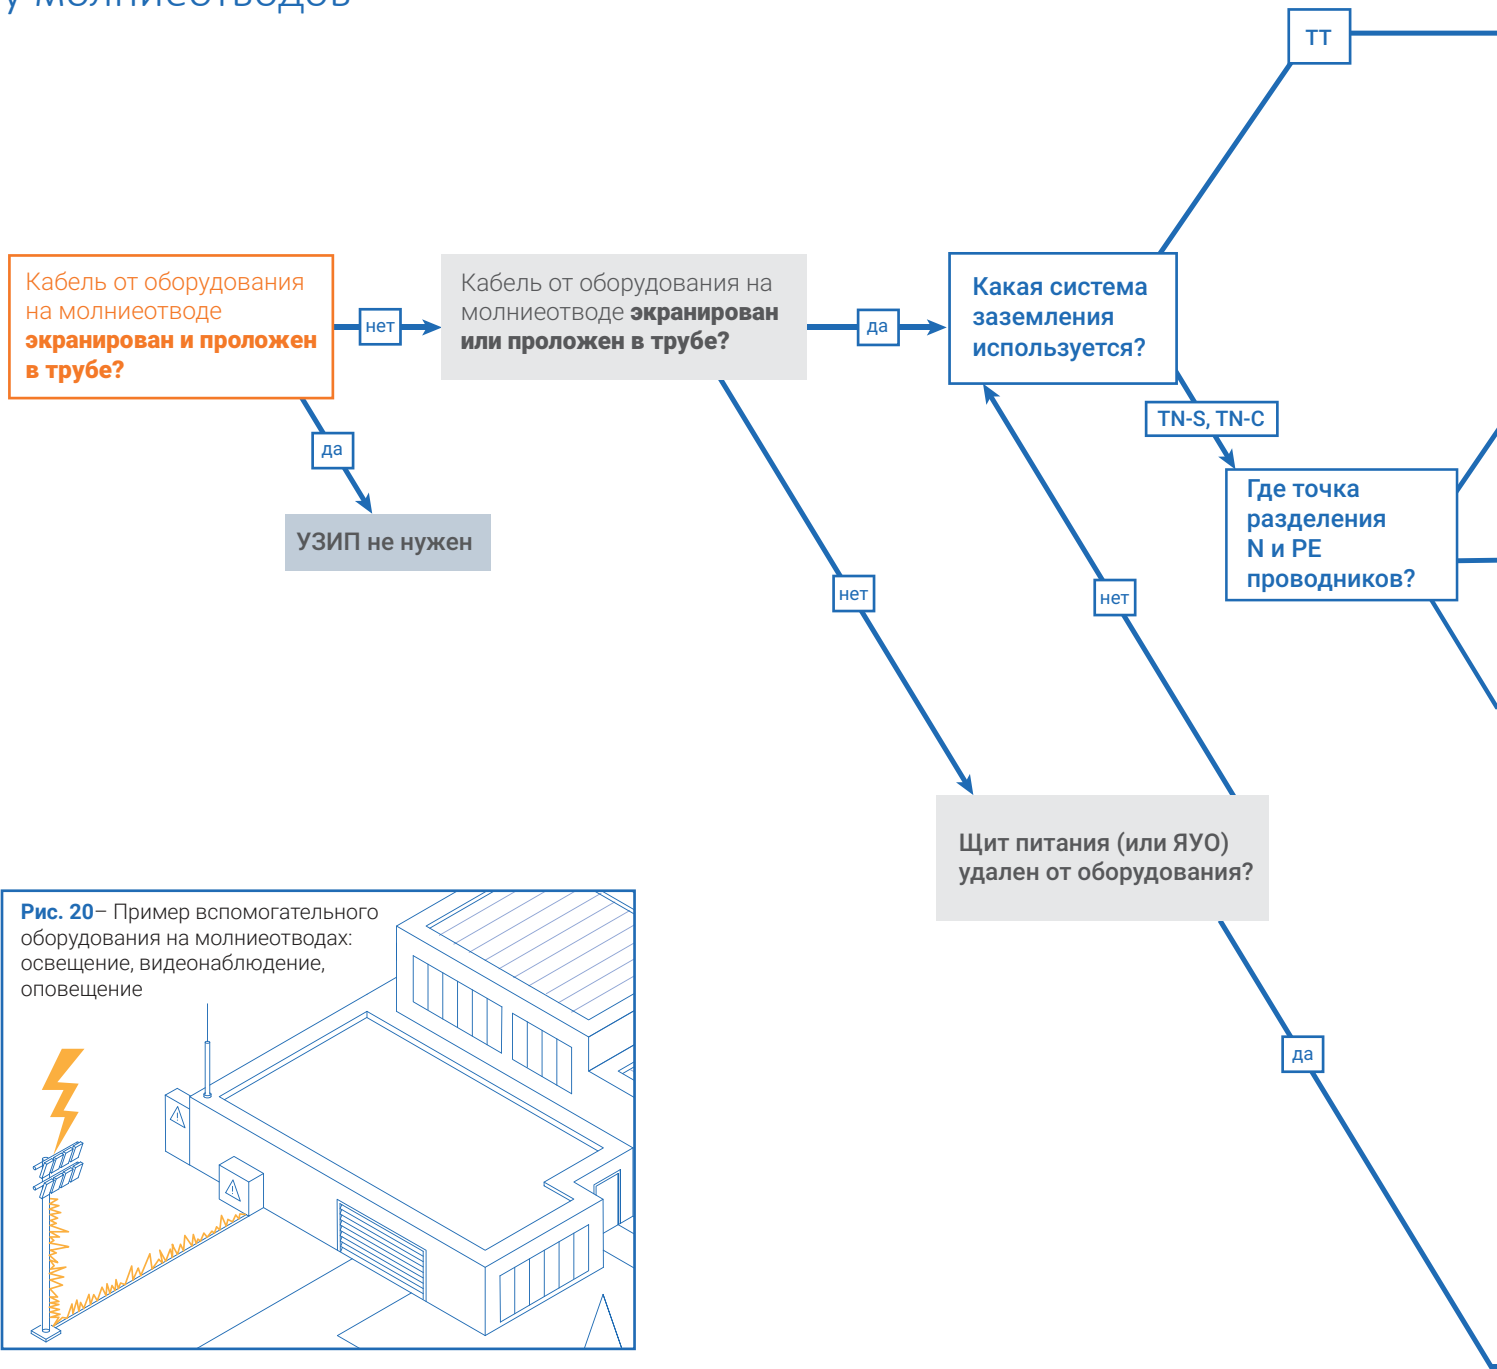 у молниеотводов
TT
Кабель от оборудования
на молниеотводе
экранирован и проложен
в трубе?
нет
Кабель от оборудования на
молниеотводе экранирован
или проложен в трубе?
да
Какая система
заземления
используется?
TN-S, TN-C
да
УЗИП не нужен
Где точка
разделения
N и PE
проводников?
нет
нет
Щит питания (или ЯУО)
удален от оборудования?
да
Рис. 20– Пример вспомогательного
оборудования на молниеотводах:
освещение, видеонаблюдение,
оповещение